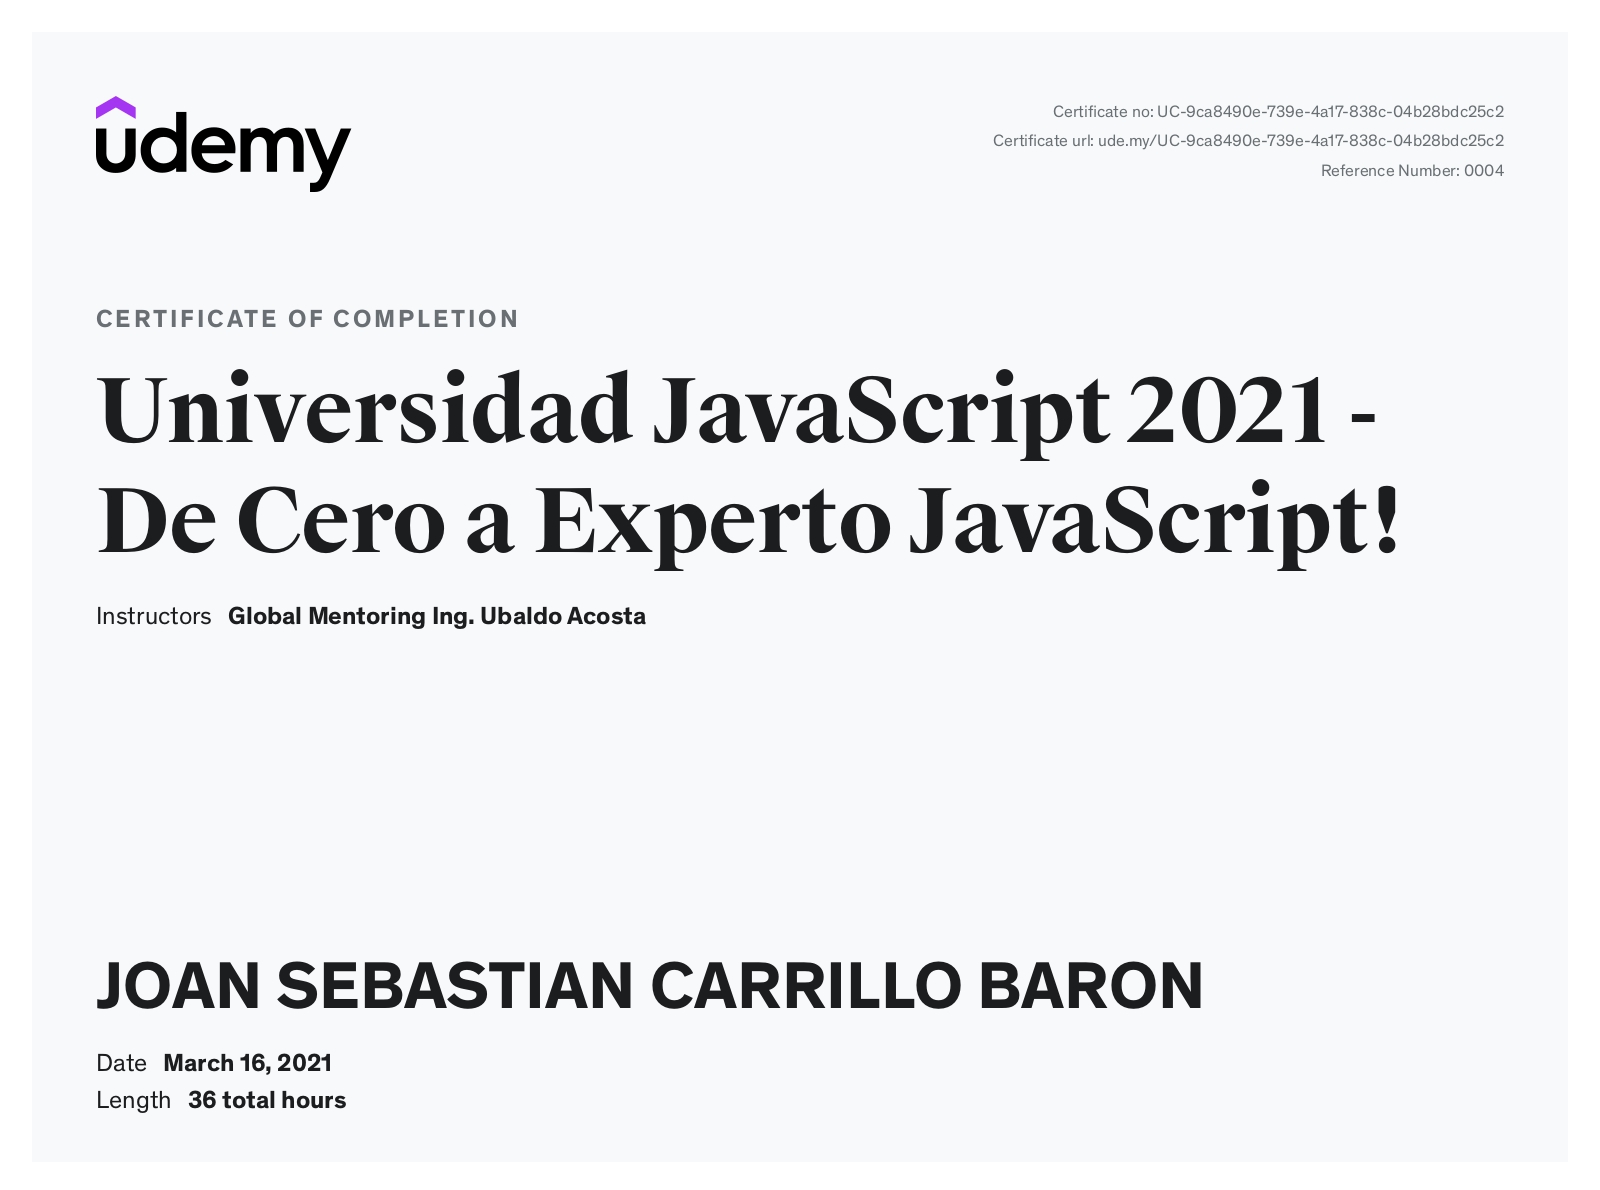 udemy
Certificate no: UC-9ca8490e-739e-4a17-838c-04b28bdc25c2
Certificate url: ude.my/UC-9ca8490e-739e-4a17-838c-04b28bdc25c2
Reference Number: 0004
CERTIFICATE OF COMPLETION
Universidad JavaScript 2021 -
De Cero a Experto JavaScript!
Instructors Global Mentoring Ing. Ubaldo Acosta
JOAN SEBASTIAN CARRILLO BARON
Date March 16, 2021
Length 36 total hours